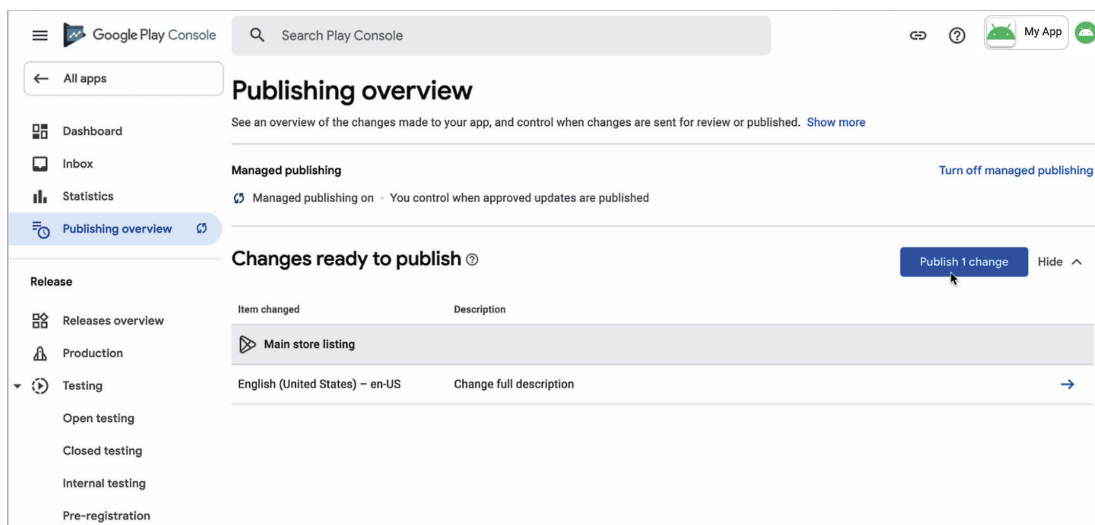 Google Play Console
Search Play Console
My App
All apps
Dashboard
Inbox
Statistics
Publishing overview
Release
Releases overview
Production
Testing
Open testing
Closed testing
Internal testing
Pre-registration
Publishing overview
See an overview of the changes made to your app, and control when changes are sent for review or published. Show more
Managed publishing
Turn off managed publishing
Managed publishing on · You control when approved updates are published
Changes ready to publish
Publish 1 change
Hide
Item changed Description
Main store listing
English (United States) – en-US Change full description